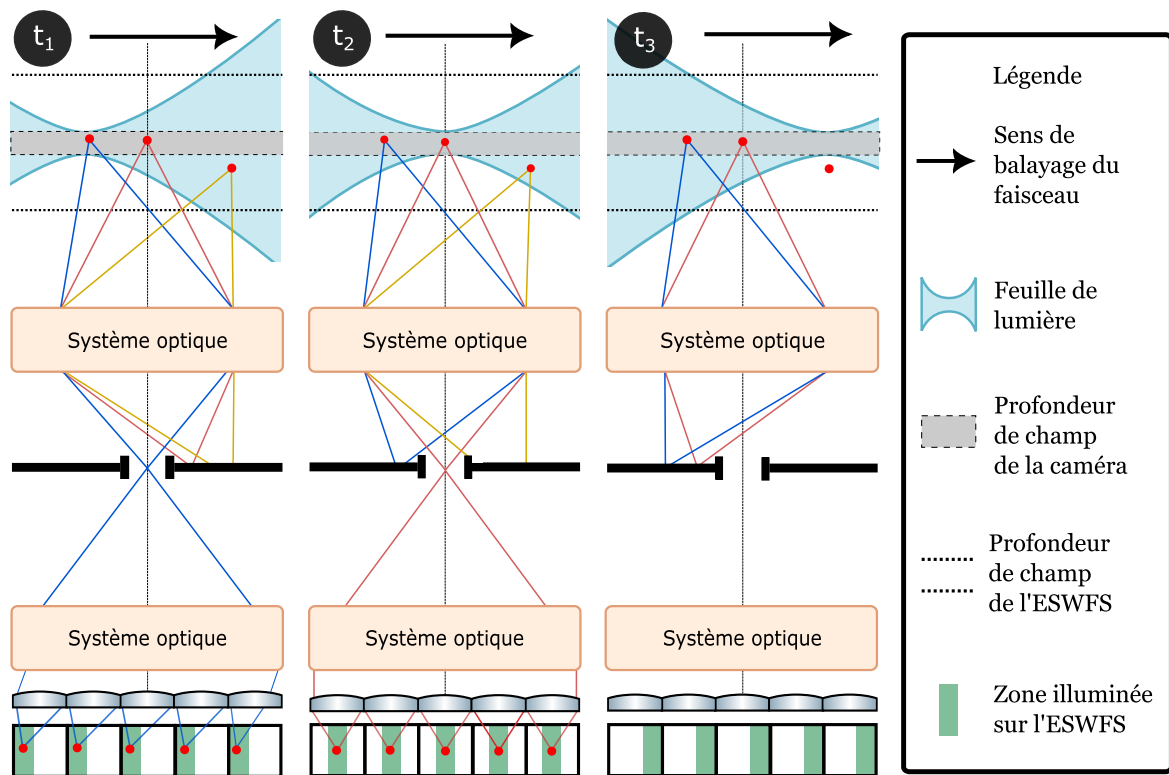 t1
t2
t3
Système optique
Système optique
Système optique
Système optique
Système optique
Système optique
Légende
Sens de
balayage du
faisceau
Feuille de
lumière
Profondeur
de champ
de la caméra
Profondeur
de champ
de l'ESWFS
Zone illuminée
sur l'ESWFS